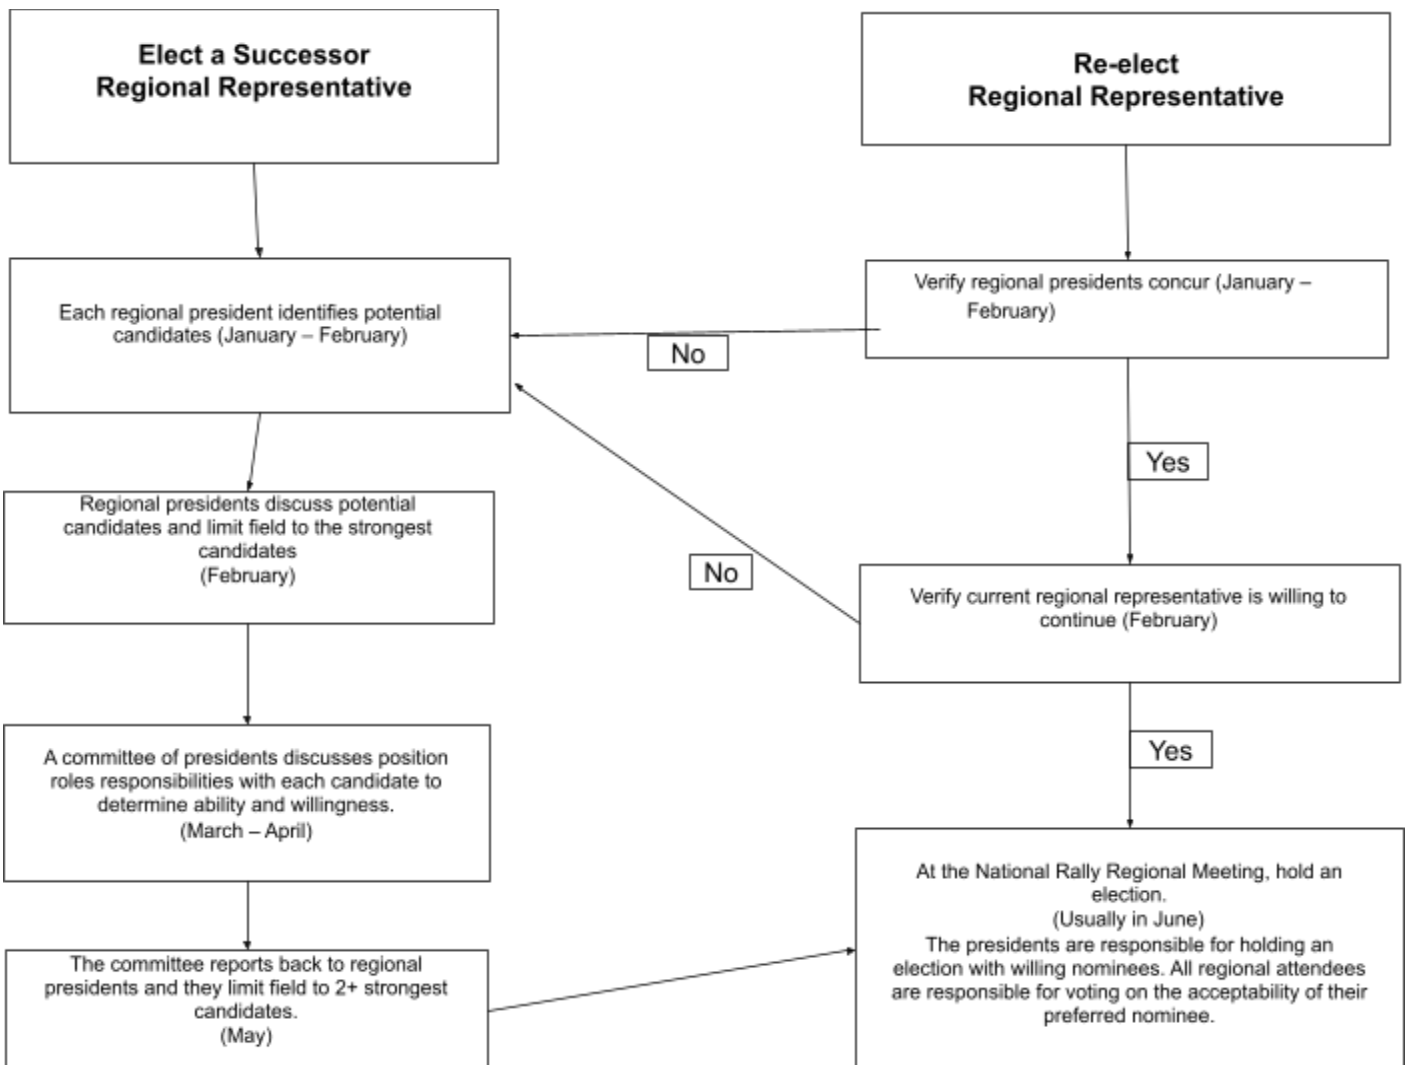 Elect a Successor
Regional Representative
Re-elect
Regional Representative
Each regional president identifies potential
candidates (January – February)
Verify regional presidents concur (January –
February)
No
Yes
Regional presidents discuss potential
candidates and limit field to the strongest
candidates
(February)
No
Verify current regional representative is willing to
continue (February)
Yes
A committee of presidents discusses position
roles responsibilities with each candidate to
determine ability and willingness.
(March – April)
The committee reports back to regional
presidents and they limit field to 2+ strongest
candidates.
(May)
At the National Rally Regional Meeting, hold an
election.
(Usually in June)
The presidents are responsible for holding an
election with willing nominees. All regional attendees
are responsible for voting on the acceptability of their
preferred nominee.